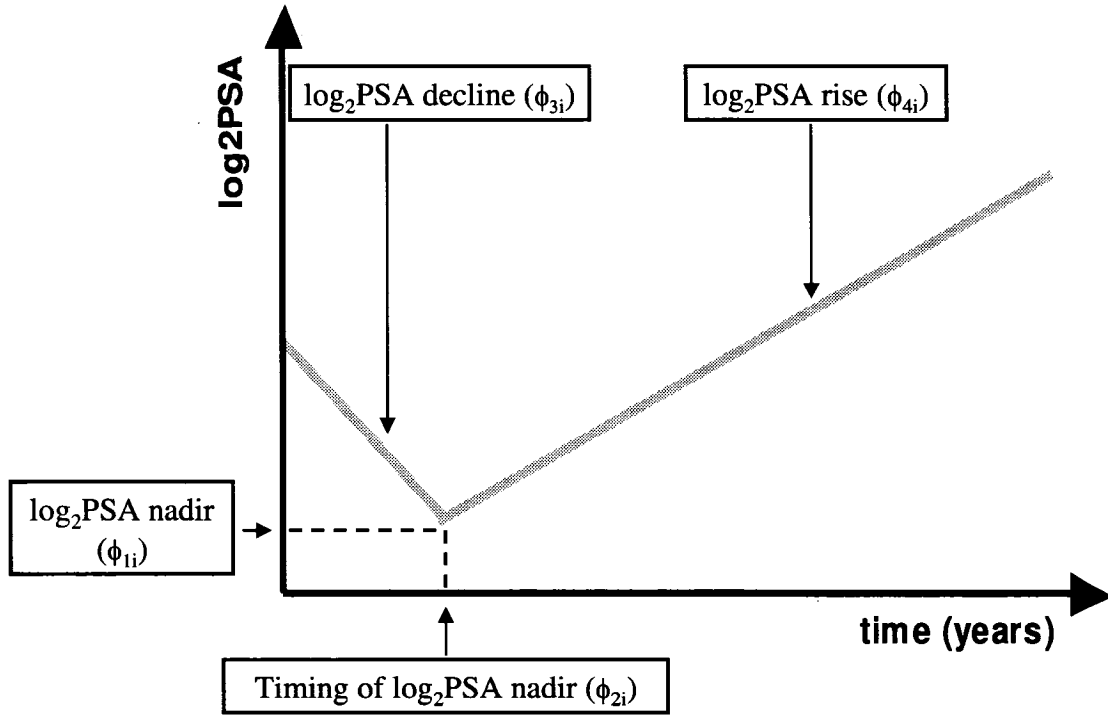 log2PSA
log₂PSA decline (ϕ₃ᵢ)
log₂PSA rise (ϕ₄ᵢ)
log₂PSA nadir
(ϕ₁ᵢ)
time (years)
Timing of log₂PSA nadir (ϕ₂ᵢ)